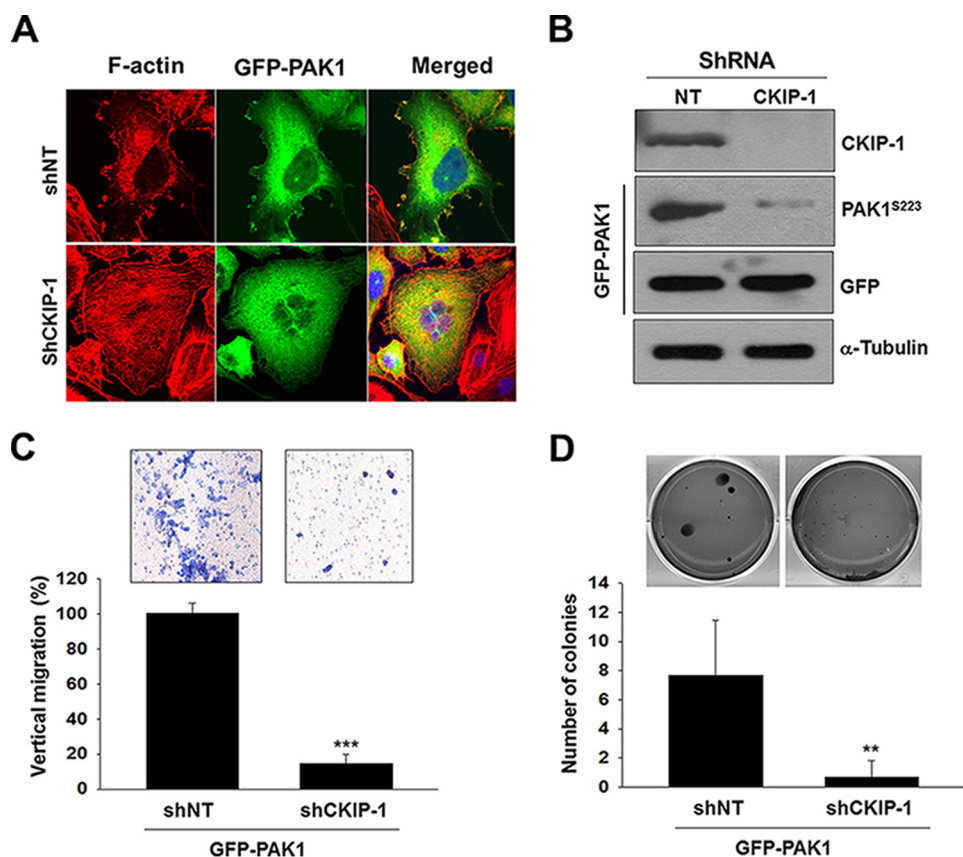 A
F-actin GFP-PAK1 Merged
shNT
ShCKIP-1
B
ShRNA
NT CKIP-1
CKIP-1
GFP-PAK1
PAK1S223
GFP
α-Tubulin
C
Vertical migration (%)
120
100
80
60
40
20
0
***
shNT shCKIP-1
GFP-PAK1
D
Number of colonies
14
12
10
8
6
4
2
0
**
shNT shCKIP-1
GFP-PAK1